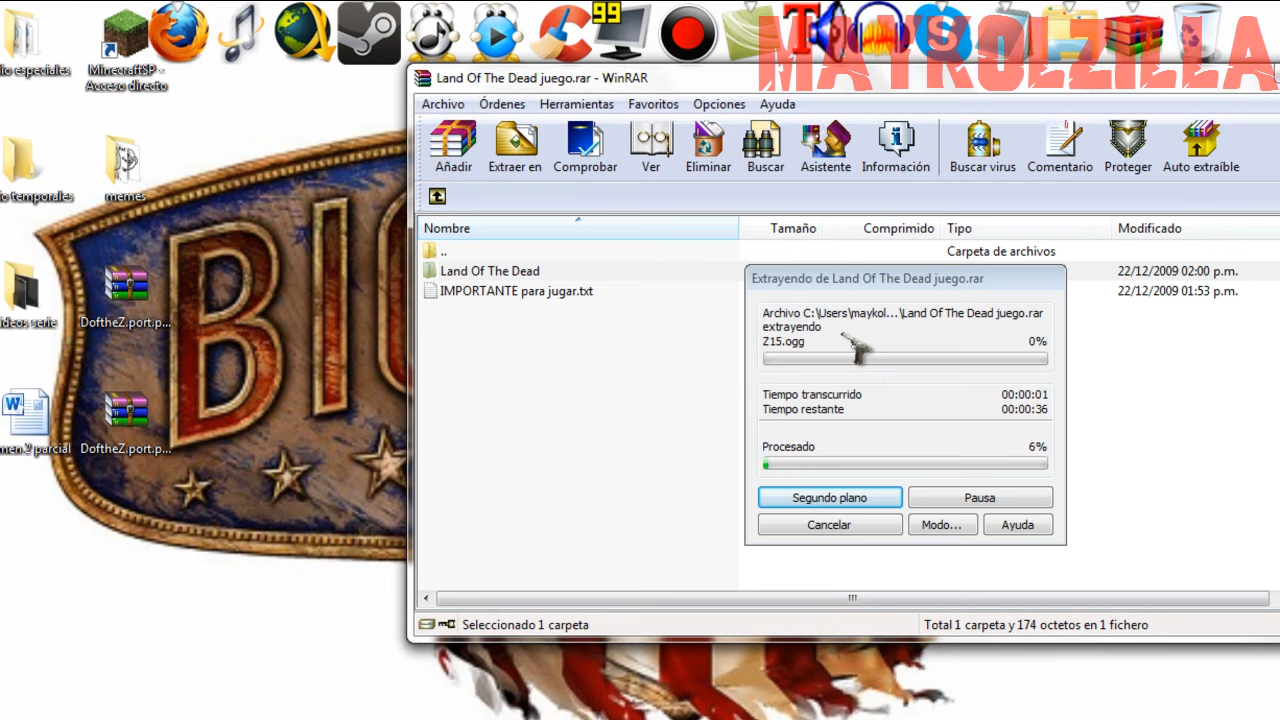 99
T
S
MAYKOLZILLA
io especiales
MinecraftSP -
Acceso directo
Land Of The Dead juego.rar - WinRAR
Archivo Órdenes Herramientas Favoritos Opciones Ayuda
Añadir Extraer en Comprobar Ver Eliminar Buscar Asistente Información Buscar virus Comentario Proteger Auto extraíble
io temporales
memes
Nombre Tamaño Comprimido Tipo Modificado
.. Carpeta de archivos
Land Of The Dead 22/12/2009 02:00 p.m.
IMPORTANTE para jugar.txt 22/12/2009 01:53 p.m.
Extrayendo de Land Of The Dead juego.rar
Archivo C:\Users\maykol...\Land Of The Dead juego.rar
extrayendo
Z15.ogg 0%
Tiempo transcurrido 00:00:01
Tiempo restante 00:00:36
Procesado 6%
Segundo plano Pausa
Cancelar Modo... Ayuda
ideos serie
DoftheZ.port.p...
BIO
W
men 2 parcial
DoftheZ.port.p...
Seleccionado 1 carpeta
Total 1 carpeta y 174 octetos en 1 fichero